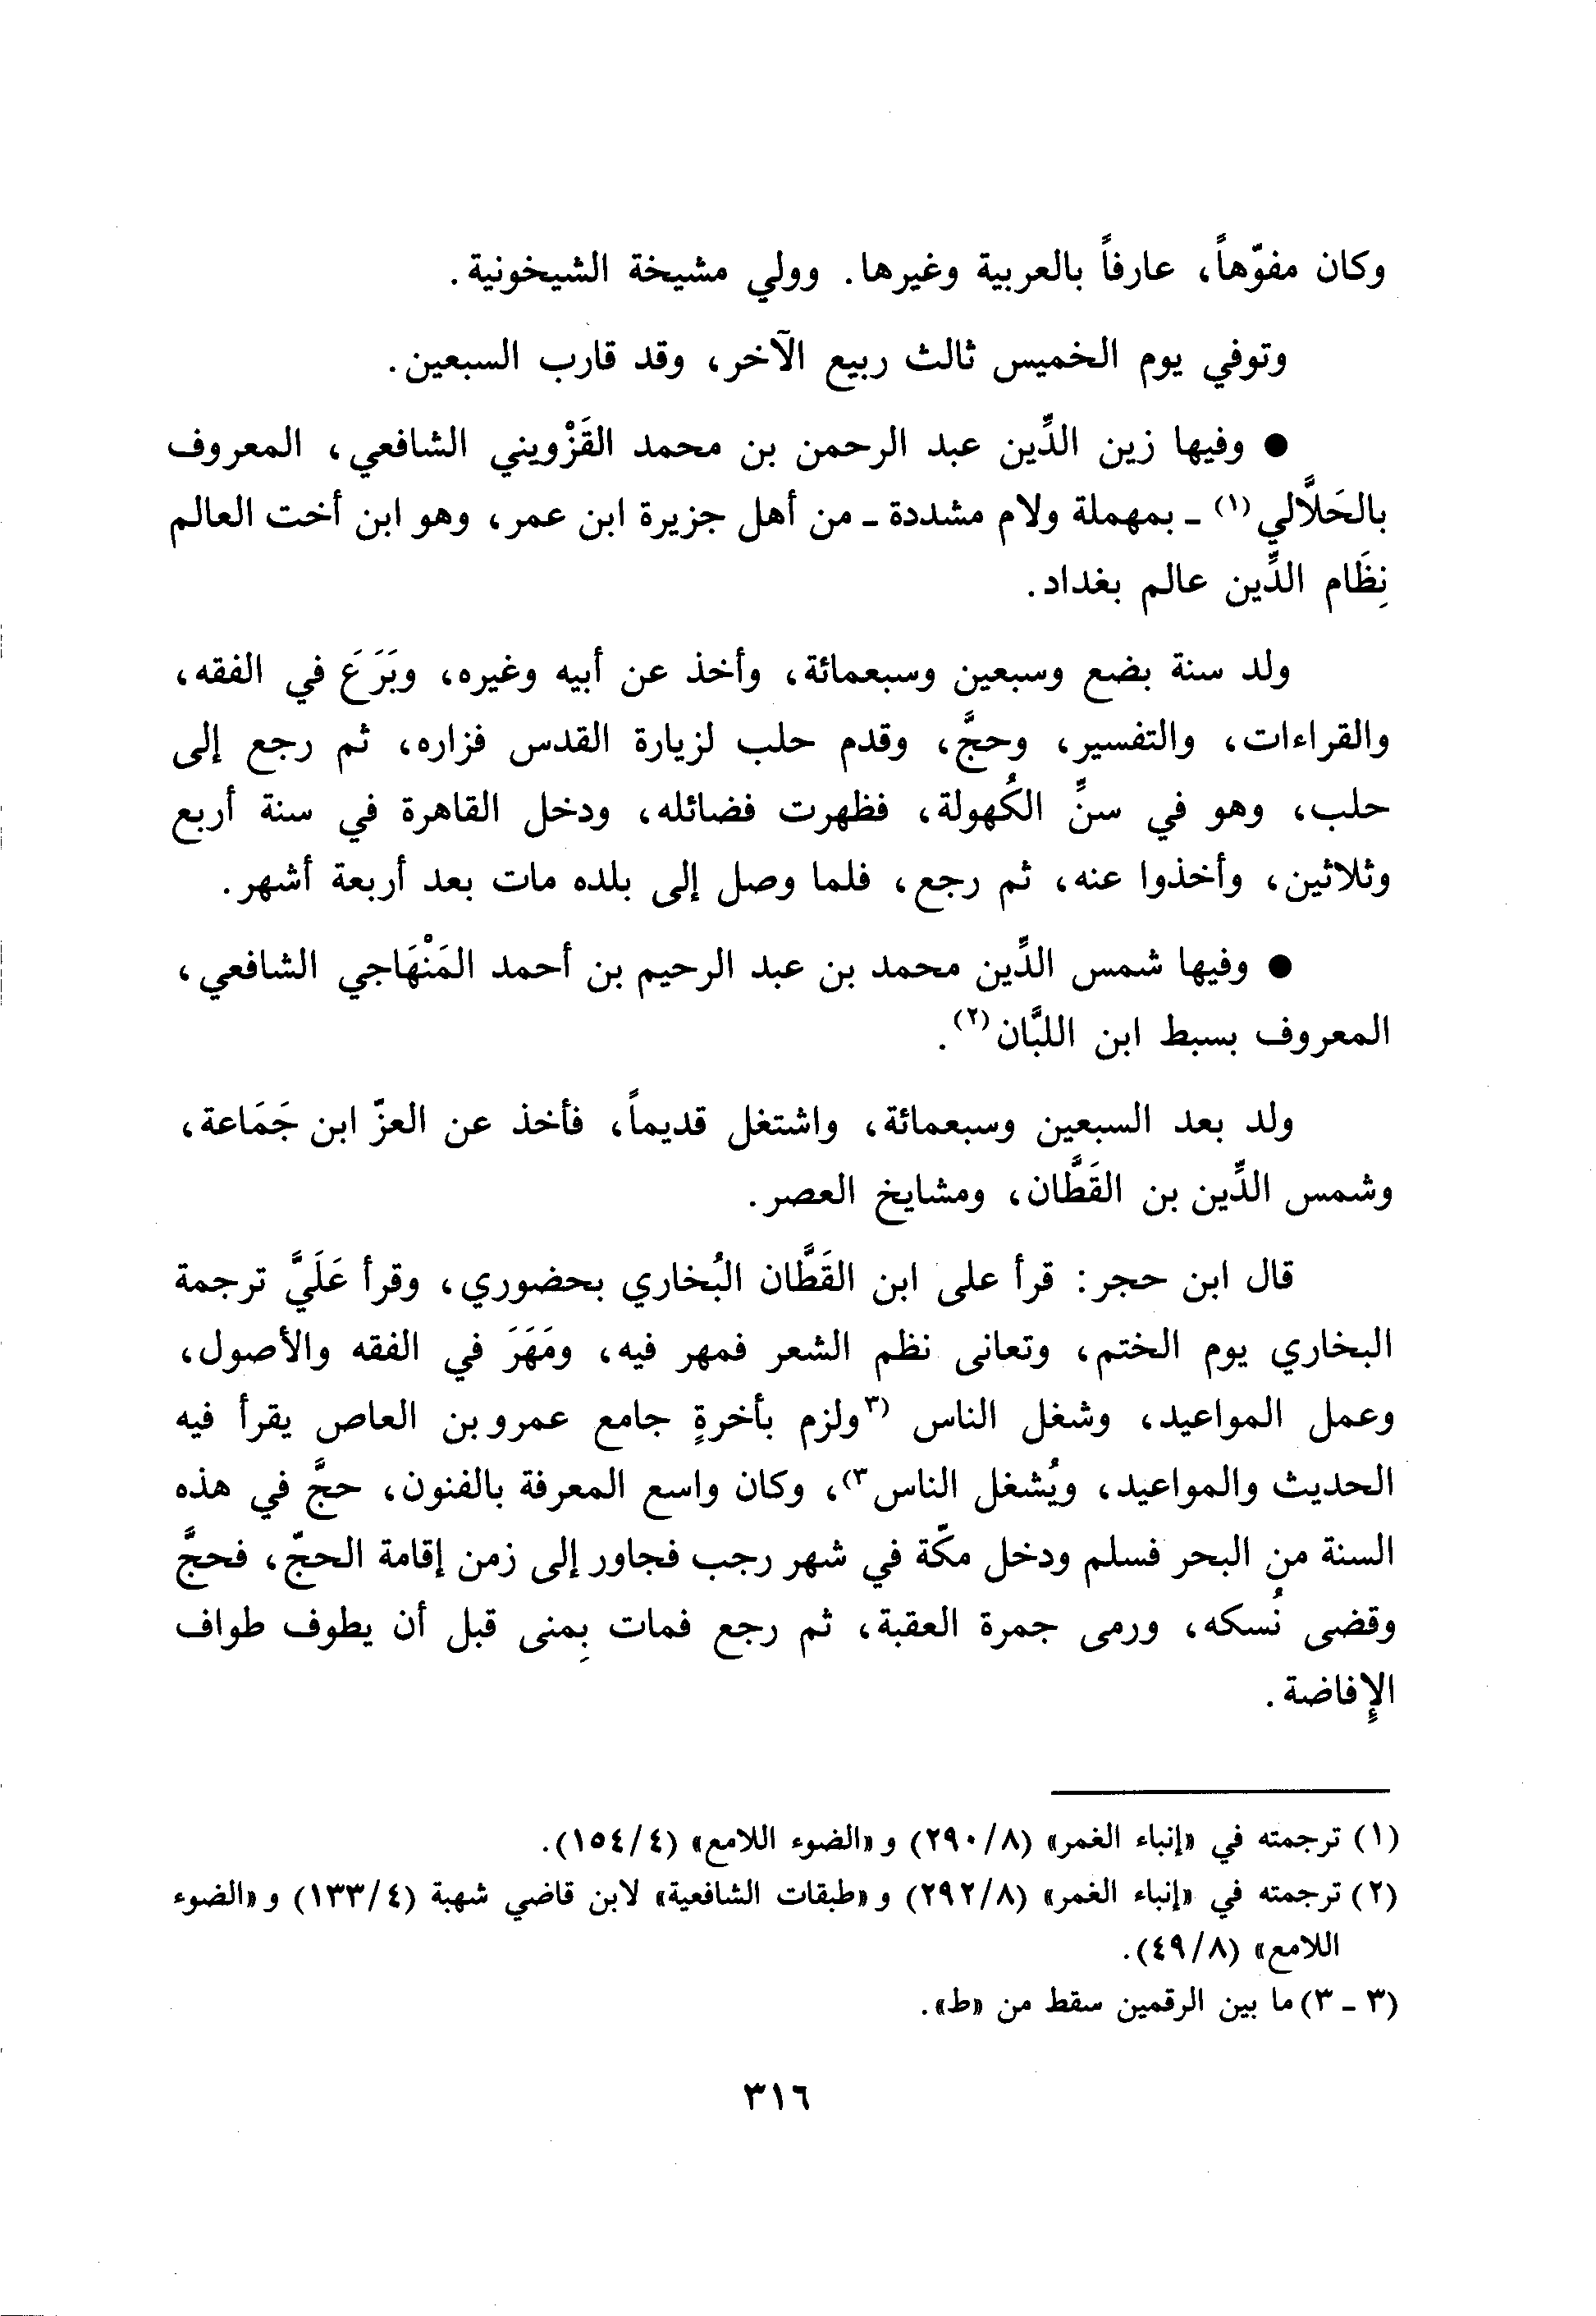 وكان مفوّهاً، عارفاً بالعربية وغيرها. وولي مشيخة الشيخونية.
وتوفي يوم الخميس ثالث ربيع الآخر، وقد قارب السبعين.
● وفيها زين الدِّين عبد الرحمن بن محمد القَزْويني الشافعي، المعروف
بالحَلَّالي(١) ـ بمهملة ولام مشددة ـ من أهل جزيرة ابن عمر، وهو ابن أخت العالم
نِظَام الدِّين عالم بغداد.
ولد سنة بضع وسبعين وسبعمائة، وأخذ عن أبيه وغيره، وبَرَعَ في الفقه،
والقراءات، والتفسير، وحجَّ، وقدم حلب لزيارة القدس فزاره، ثم رجع إلى
حلب، وهو في سنِّ الكُهولة، فظهرت فضائله، ودخل القاهرة في سنة أربع
وثلاثين، وأخذوا عنه، ثم رجع، فلما وصل إلى بلده مات بعد أربعة أشهر.
● وفيها شمس الدِّين محمد بن عبد الرحيم بن أحمد المَنْهَاجي الشافعي،
المعروف بسبط ابن اللبَّان(٢).
ولد بعد السبعين وسبعمائة، واشتغل قديماً، فأخذ عن العزّ ابن جَمَاعة،
وشمس الدِّين بن القَطَّان، ومشايخ العصر.
قال ابن حجر: قرأ على ابن القَطَّان البُخاري بحضوري، وقرأ عَلَيَّ ترجمة
البخاري يوم الختم، وتعانى نظم الشعر فمهر فيه، ومَهَرَ في الفقه والأصول،
وعمل المواعيد، وشغل الناس (٣ولزم بأخرةٍ جامع عمرو بن العاص يقرأ فيه
الحديث والمواعيد، ويُشغل الناس٣)، وكان واسع المعرفة بالفنون، حجَّ في هذه
السنة من البحر فسلم ودخل مكّة في شهر رجب فجاور إلى زمن إقامة الحجّ، فحجَّ
وقضى نُسكه، ورمى جمرة العقبة، ثم رجع فمات بِمنى قبل أن يطوف طواف
الإِفاضة.
(١) ترجمته في «إنباء الغمر» (٨/ ٢٩٠) و «الضوء اللامع» (٤/ ١٥٤).
(٢) ترجمته في «إنباء الغمر» (٨/ ٢٩٢) و «طبقات الشافعية» لابن قاضي شهبة (٤/ ١٣٣) و «الضوء
اللامع» (٨/ ٤٩).
(٣ ـ ٣) ما بين الرقمين سقط من «ط».
٣١٦